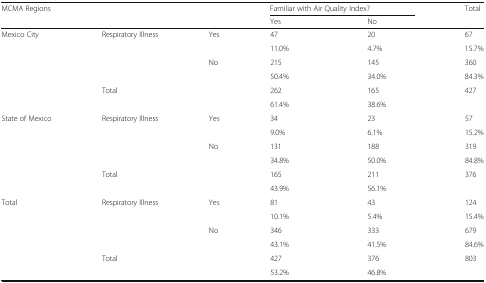 MCMA Regions Familiar with Air Quality Index? Total
Yes No
Mexico City Respiratory Illness Yes 47 20 67
11.0% 4.7% 15.7%
No 215 145 360
50.4% 34.0% 84.3%
Total 262 165 427
61.4% 38.6%
State of Mexico Respiratory Illness Yes 34 23 57
9.0% 6.1% 15.2%
No 131 188 319
34.8% 50.0% 84.8%
Total 165 211 376
43.9% 56.1%
Total Respiratory Illness Yes 81 43 124
10.1% 5.4% 15.4%
No 346 333 679
43.1% 41.5% 84.6%
Total 427 376 803
53.2% 46.8%